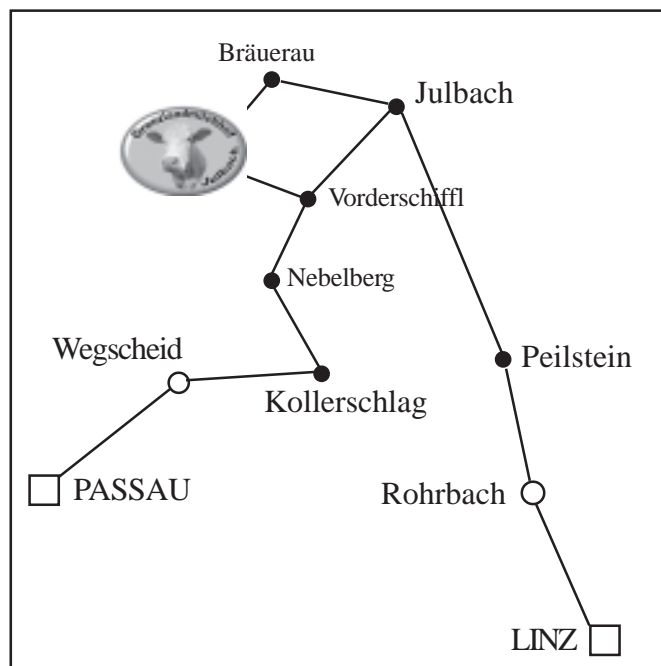 Bräuerau
Julbach
Vorderschiffl
Nebelberg
Wegscheid
Peilstein
Kollerschlag
PASSAU
Rohrbach
LINZ